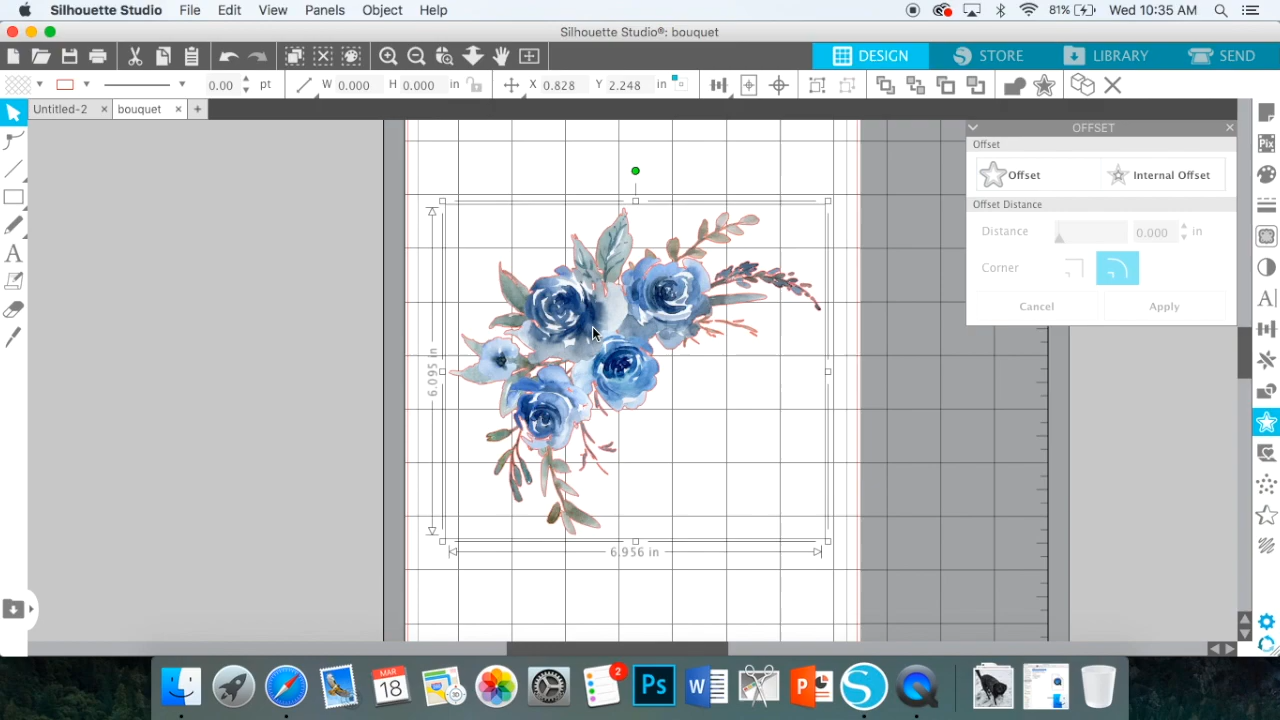 Silhouette Studio File Edit View Panels Object Help 81% Wed 10:35 AM
Silhouette Studio®: bouquet
DESIGN STORE LIBRARY SEND
0.00 pt W 0.000 H 0.000 in X 0.828 Y 2.248 in
Untitled-2 bouquet
OFFSET
Offset
Offset Internal Offset
Offset Distance
Distance 0.000 in
Corner
Cancel Apply
6.095 in
6.956 in
MAR
18
2
Ps W P S